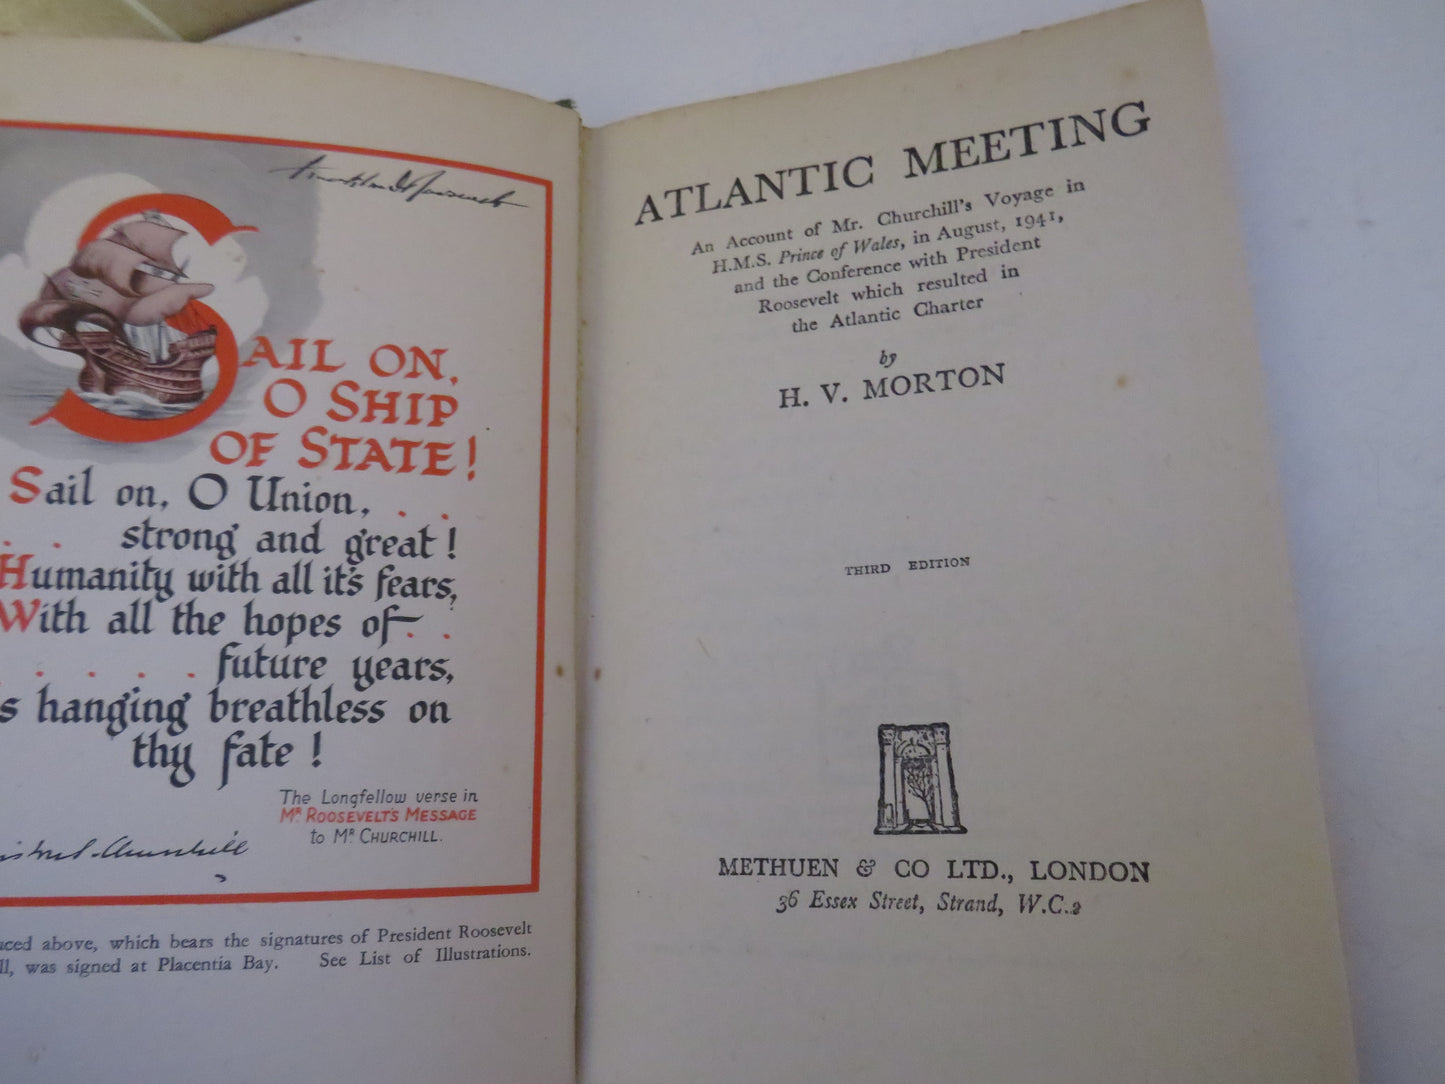 Franklin D Roosevelt
SAIL ON,
O SHIP
OF STATE!
Sail on, O Union, . .
. . strong and great!
Humanity with all it's fears,
With all the hopes of . .
. . . . . future years,
s hanging breathless on
thy fate!
The Longfellow verse in
MR ROOSEVELT'S MESSAGE
to MR CHURCHILL.
Churchill
above, which bears the signatures of President Roosevelt
was signed at Placentia Bay. See List of Illustrations.
ATLANTIC MEETING
An Account of Mr. Churchill's Voyage in
H.M.S. Prince of Wales, in August, 1941,
and the Conference with President
Roosevelt which resulted in
the Atlantic Charter
by
H. V. MORTON
THIRD EDITION
METHUEN & CO LTD., LONDON
36 Essex Street, Strand, W.C.2